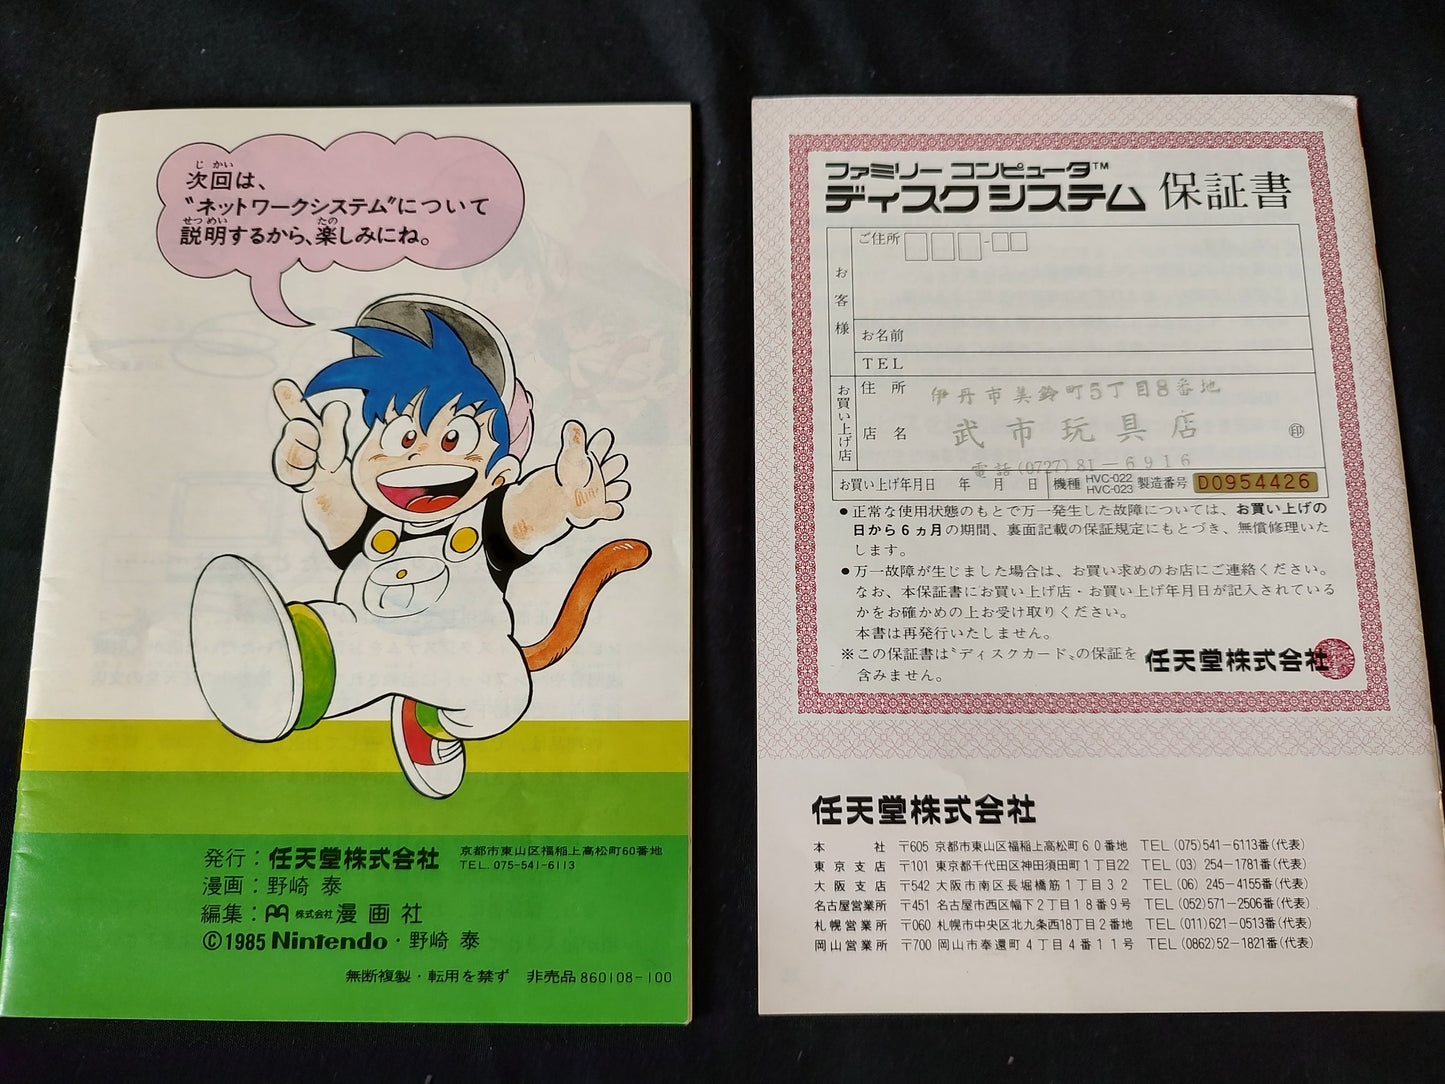 じかい
次回は、
“ネットワークシステム”について
せつめい たの
説明するから、楽しみにね。
発行：任天堂株式会社 京都市東山区福稲上高松町60番地
TEL. 075-541-6113
漫画：野崎 泰
編集：株式会社漫画社
©1985 Nintendo・野崎 泰
無断複製・転用を禁ず 非売品 860108-100
ファミリー コンピュータ™
ディスクシステム 保証書
お客様
ご住所 -
お名前
TEL
お買い上げ店
住所 伊丹市美鈴町5丁目8番地
店名 武市玩具店 ㊞
電話(0727)81-6916
お買い上げ年月日 年 月 日 機種 HVC-022 HVC-023 製造番号 D0954426
●正常な使用状態のもとで万一発生した故障については、お買い上げの
日から6ヵ月の期間、裏面記載の保証規定にもとづき、無償修理いた
します。
●万一故障が生じました場合は、お買い求めのお店にご連絡ください。
なお、本保証書にお買い上げ店・お買い上げ年月日が記入されている
かをお確かめの上お受け取りください。
本書は再発行いたしません。
※この保証書は“ディスクカード”の保証を
含みません。
任天堂株式会社
任天堂株式会社
本社 〒605 京都市東山区福稲上高松町60番地 TEL(075)541-6113番(代表)
東京支店 〒101 東京都千代田区神田須田町1丁目22 TEL(03)254-1781番(代表)
大阪支店 〒542 大阪市南区長堀橋筋1丁目32 TEL(06)245-4155番(代表)
名古屋営業所 〒451 名古屋市西区幅下2丁目18番9号 TEL(052)571-2506番(代表)
札幌営業所 〒060 札幌市中央区北九条西18丁目2番地 TEL(011)621-0513番(代表)
岡山営業所 〒700 岡山市奉還町4丁目4番11号 TEL(0862)52-1821番(代表)